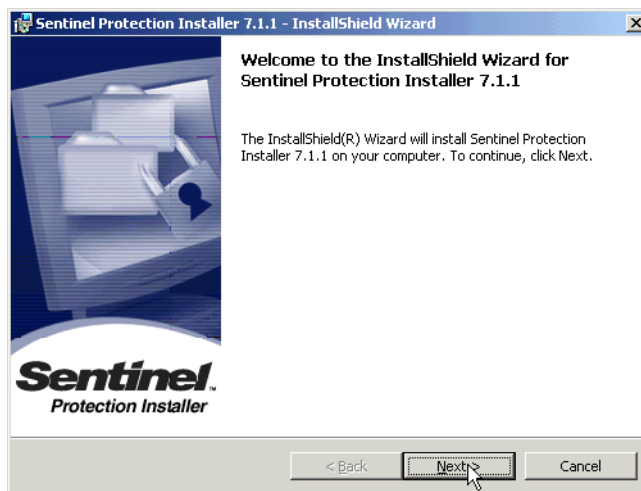 Sentinel Protection Installer 7.1.1 - InstallShield Wizard
Welcome to the InstallShield Wizard for
Sentinel Protection Installer 7.1.1
The InstallShield(R) Wizard will install Sentinel Protection
Installer 7.1.1 on your computer. To continue, click Next.
Sentinel.
Protection Installer
< Back
Next >
Cancel